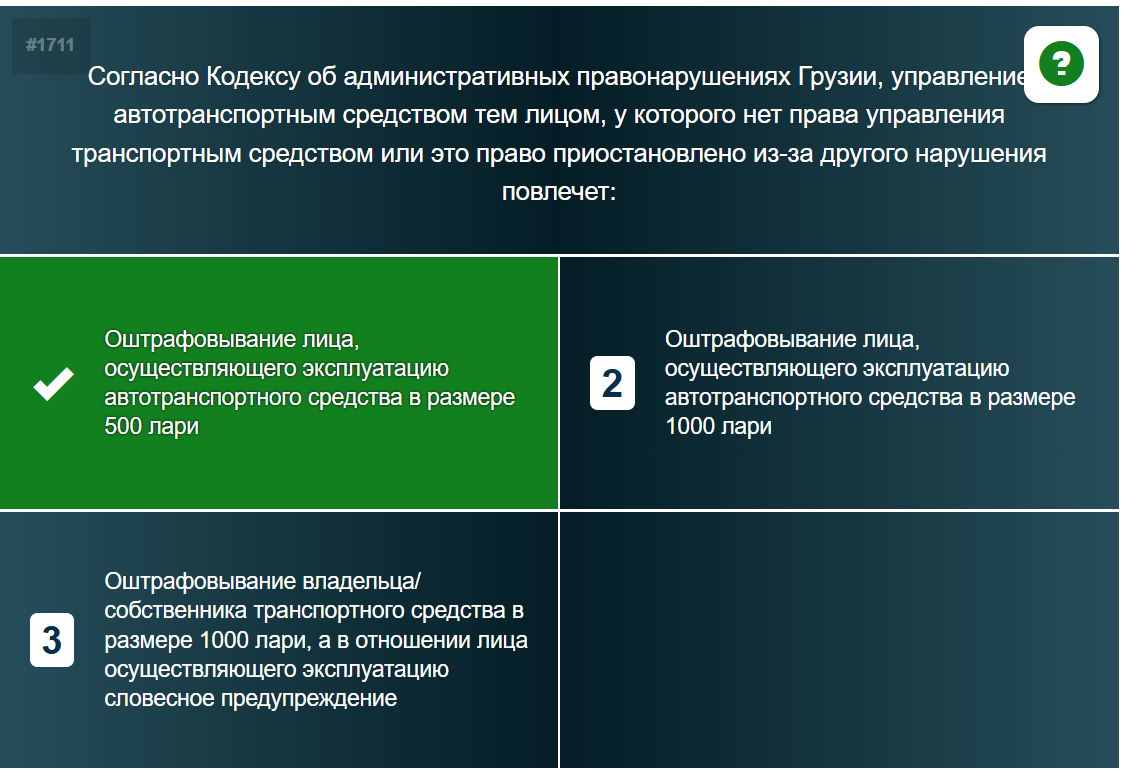 #1711
?
Согласно Кодексу об административных правонарушениях Грузии, управление
автотранспортным средством тем лицом, у которого нет права управления
транспортным средством или это право приостановлено из-за другого нарушения
повлечет:
Оштрафовывание лица,
осуществляющего эксплуатацию
автотранспортного средства в размере
500 лари
2
Оштрафовывание лица,
осуществляющего эксплуатацию
автотранспортного средства в размере
1000 лари
3
Оштрафовывание владельца/
собственника транспортного средства в
размере 1000 лари, а в отношении лица
осуществляющего эксплуатацию
словесное предупреждение